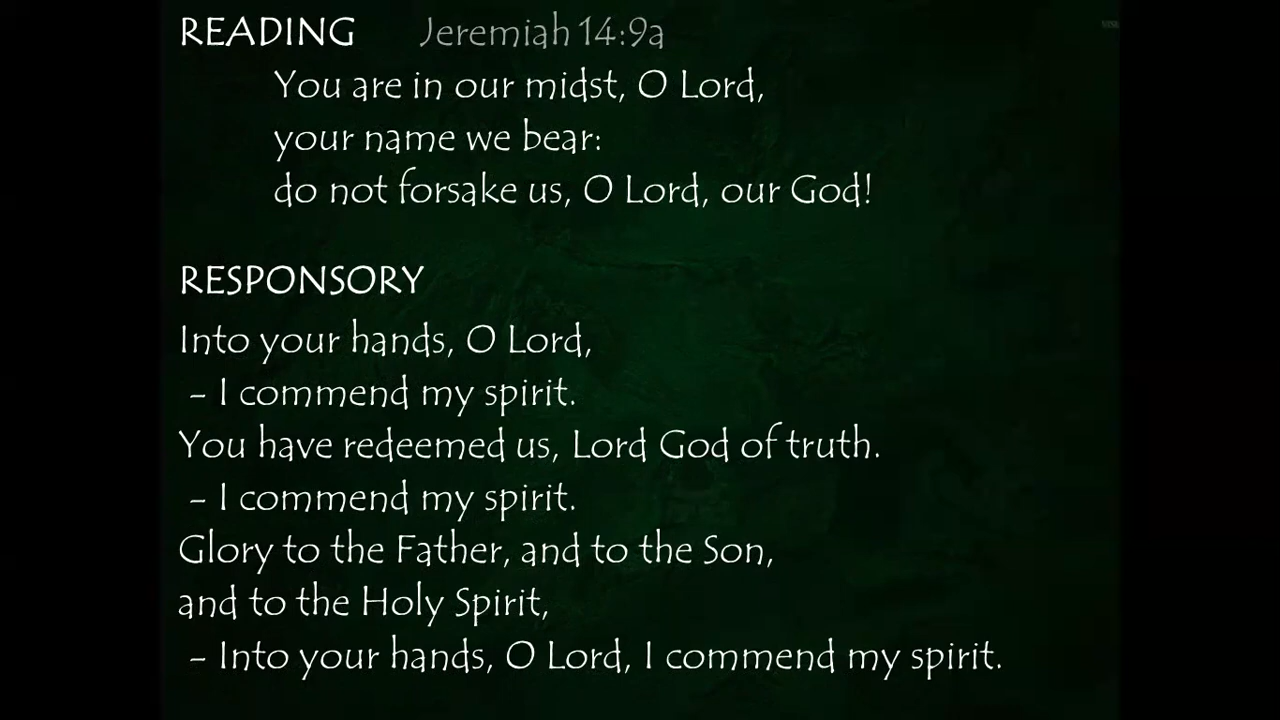 READING Jeremiah 14:9a
You are in our midst, O Lord,
your name we bear:
do not forsake us, O Lord, our God!
RESPONSORY
Into your hands, O Lord,
– I commend my spirit.
You have redeemed us, Lord God of truth.
– I commend my spirit.
Glory to the Father, and to the Son,
and to the Holy Spirit,
– Into your hands, O Lord, I commend my spirit.